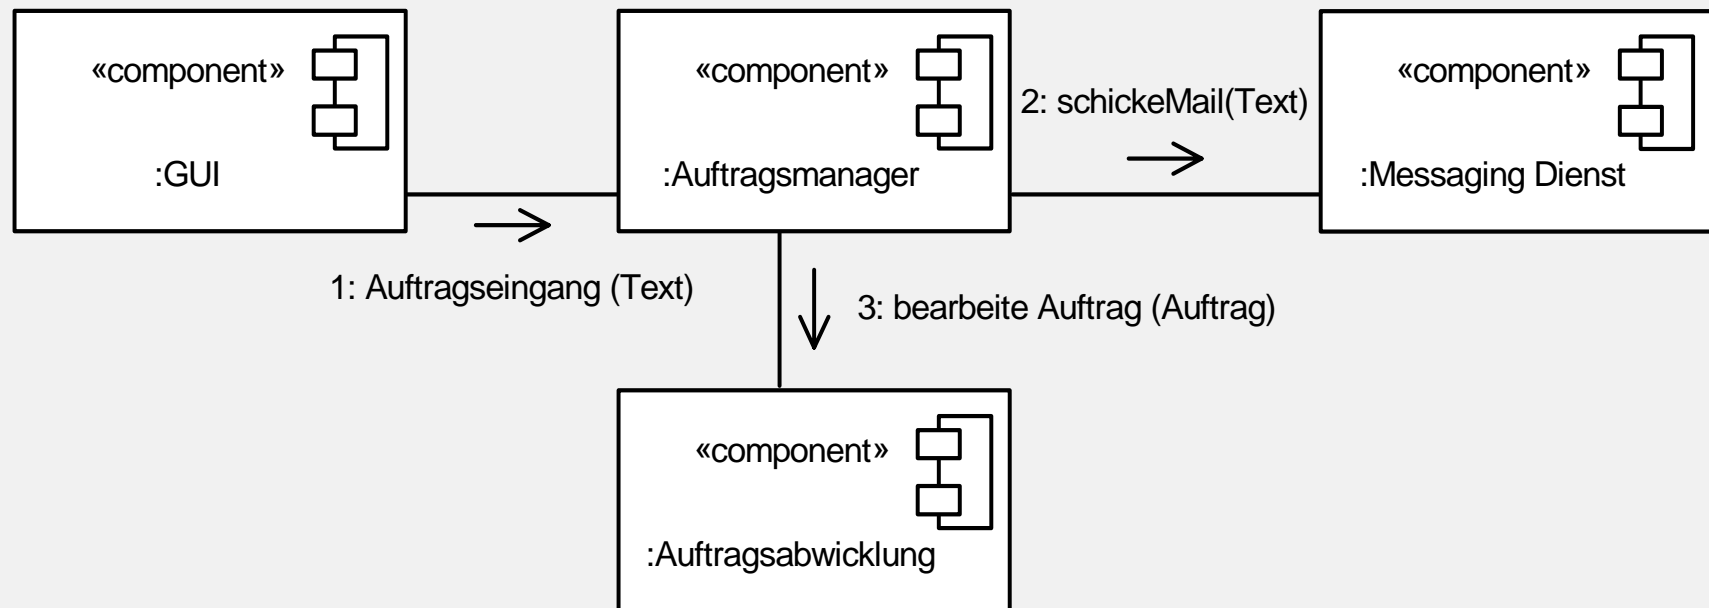 «component»
:GUI
«component»
:Auftragsmanager
2: schickeMail(Text)
«component»
:Messaging Dienst
1: Auftragseingang (Text)
3: bearbeite Auftrag (Auftrag)
«component»
:Auftragsabwicklung